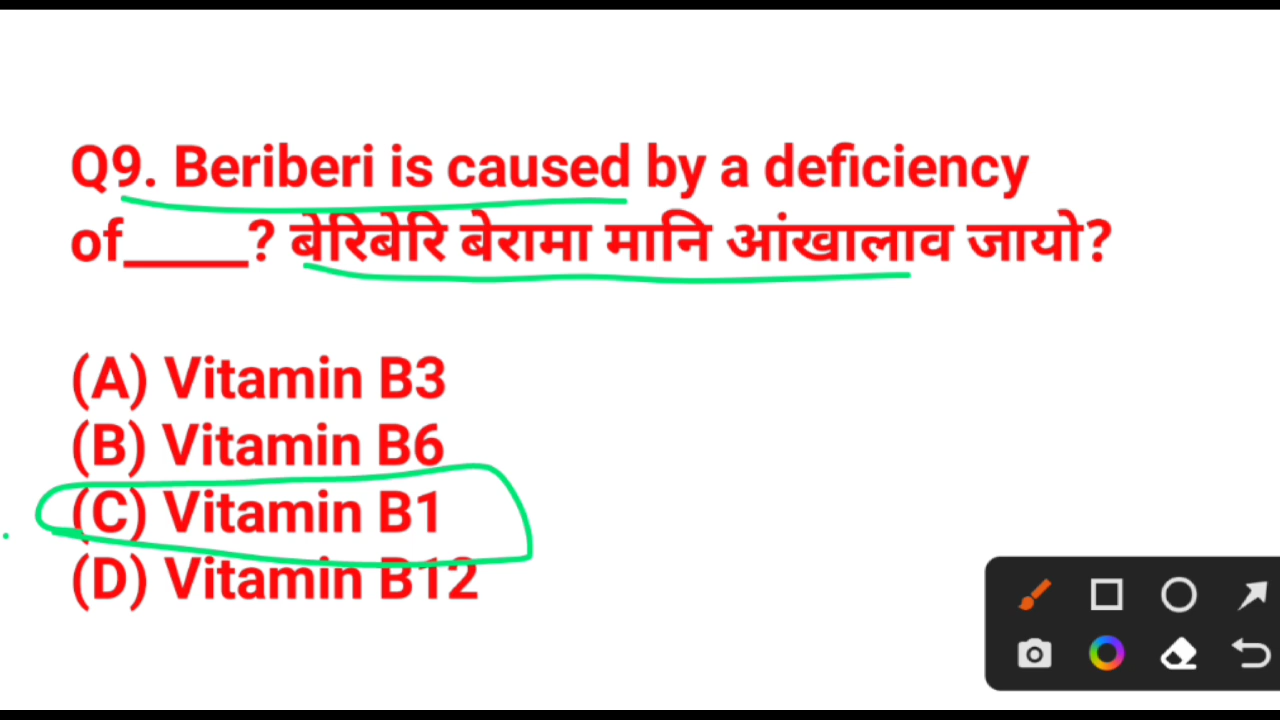 Q9. Beriberi is caused by a deficiency
of_____? बेरिबेरि बेरामा मानि आंखालाव जायो?
(A) Vitamin B3
(B) Vitamin B6
(C) Vitamin B1
(D) Vitamin B12